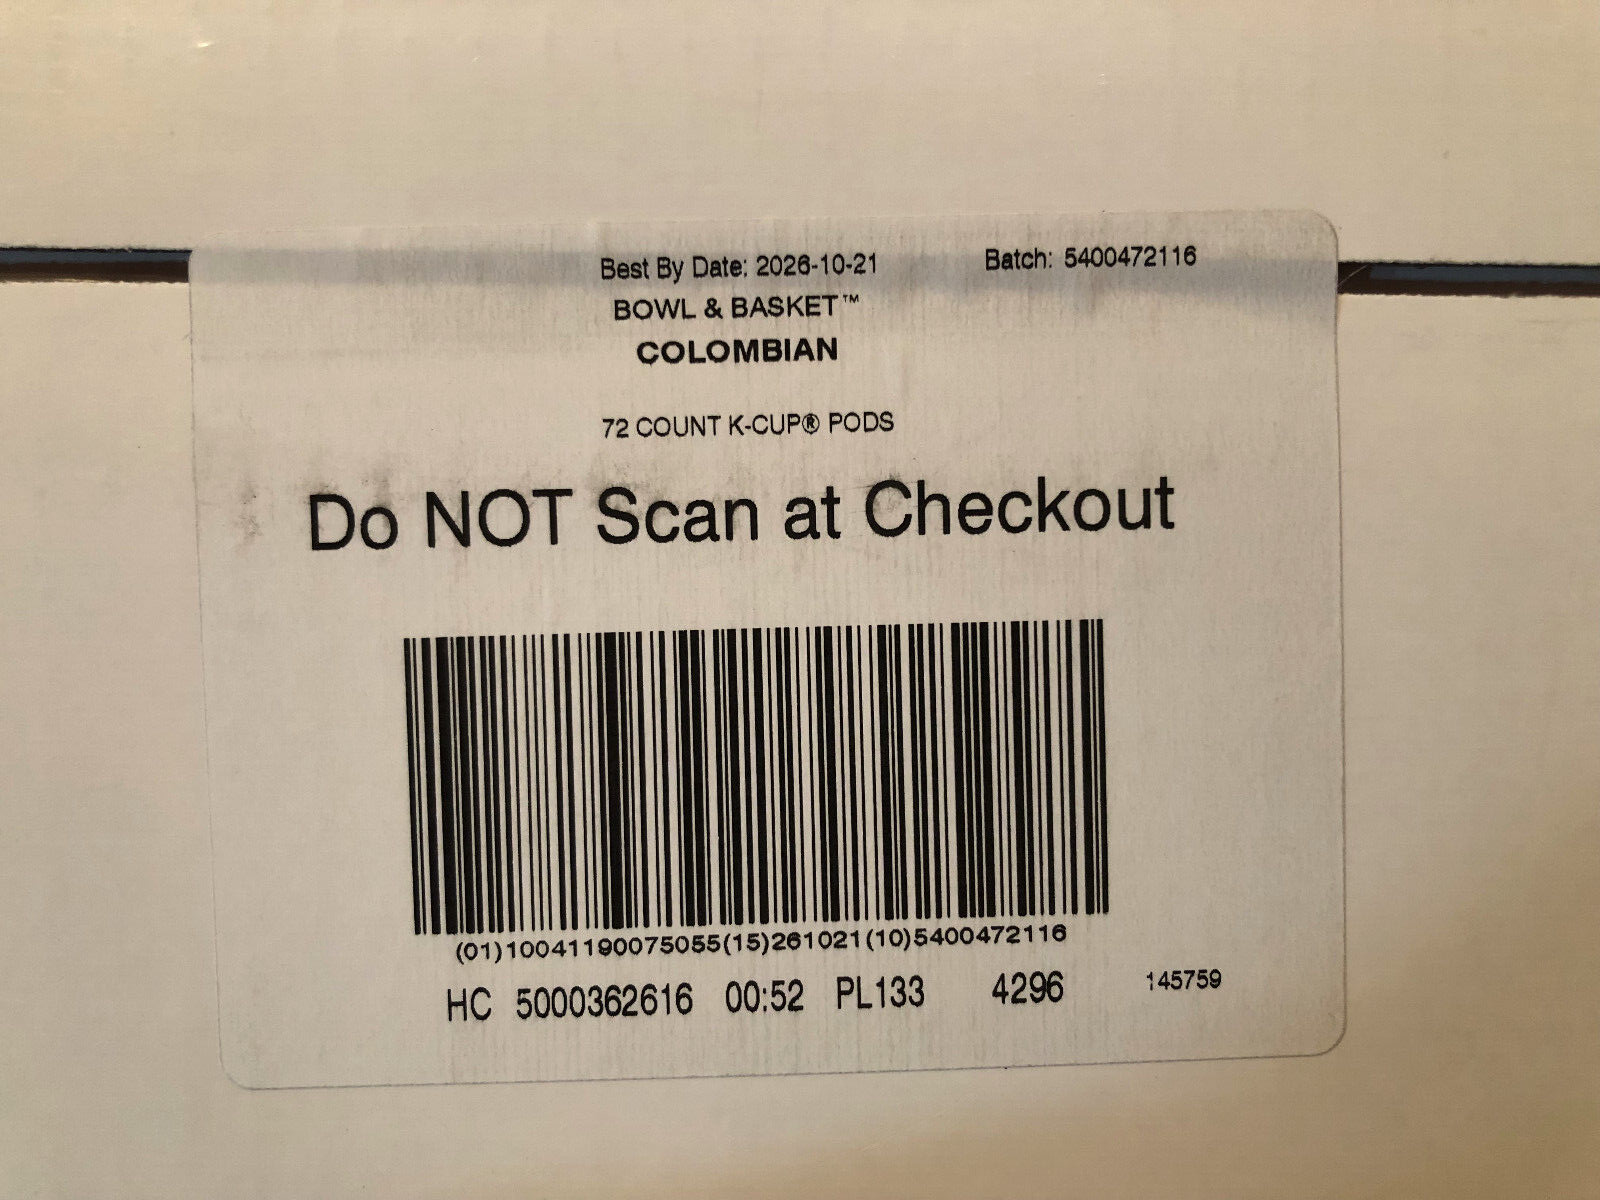 Best By Date: 2026-10-21 Batch: 5400472116
BOWL & BASKET™
COLOMBIAN
72 COUNT K-CUP® PODS
Do NOT Scan at Checkout
(01)10041190075055(15)261021(10)5400472116
HC 5000362616 00:52 PL133 4296 145759